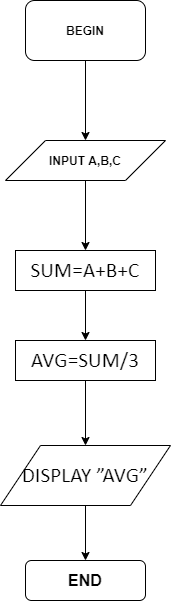 BEGIN
INPUT A,B,C
SUM=A+B+C
AVG=SUM/3
DISPLAY ”AVG”
END